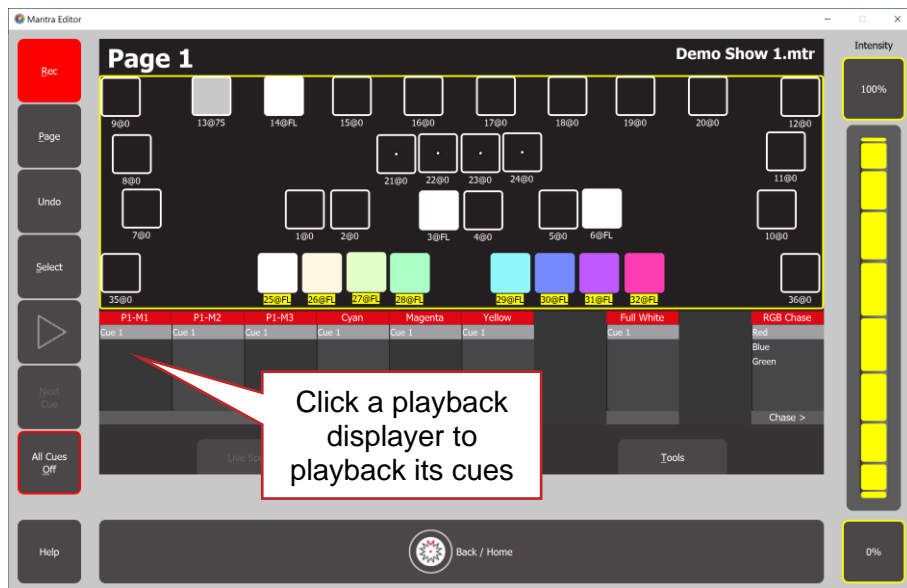 Mantra Editor
Intensity
Rec
Page
Undo
Select
Next
Cue
All Cues
Off
Help
Page 1
Demo Show 1.mtr
9@0 13@75 14@FL 15@0 16@0 17@0 18@0 19@0 20@0 12@0
8@0 21@0 22@0 23@0 24@0 11@0
7@0 1@0 2@0 3@FL 4@0 5@0 6@FL 10@0
35@0 25@FL 26@FL 27@FL 28@FL 29@FL 30@FL 31@FL 32@FL 36@0
P1-M1 P1-M2 P1-M3 Cyan Magenta Yellow Full White RGB Chase
Cue 1 Cue 1 Cue 1 Cue 1 Cue 1 Cue 1 Cue 1 Red
Blue
Green
Chase >
Click a playback
displayer to
playback its cues
Tools
Back / Home
100%
0%